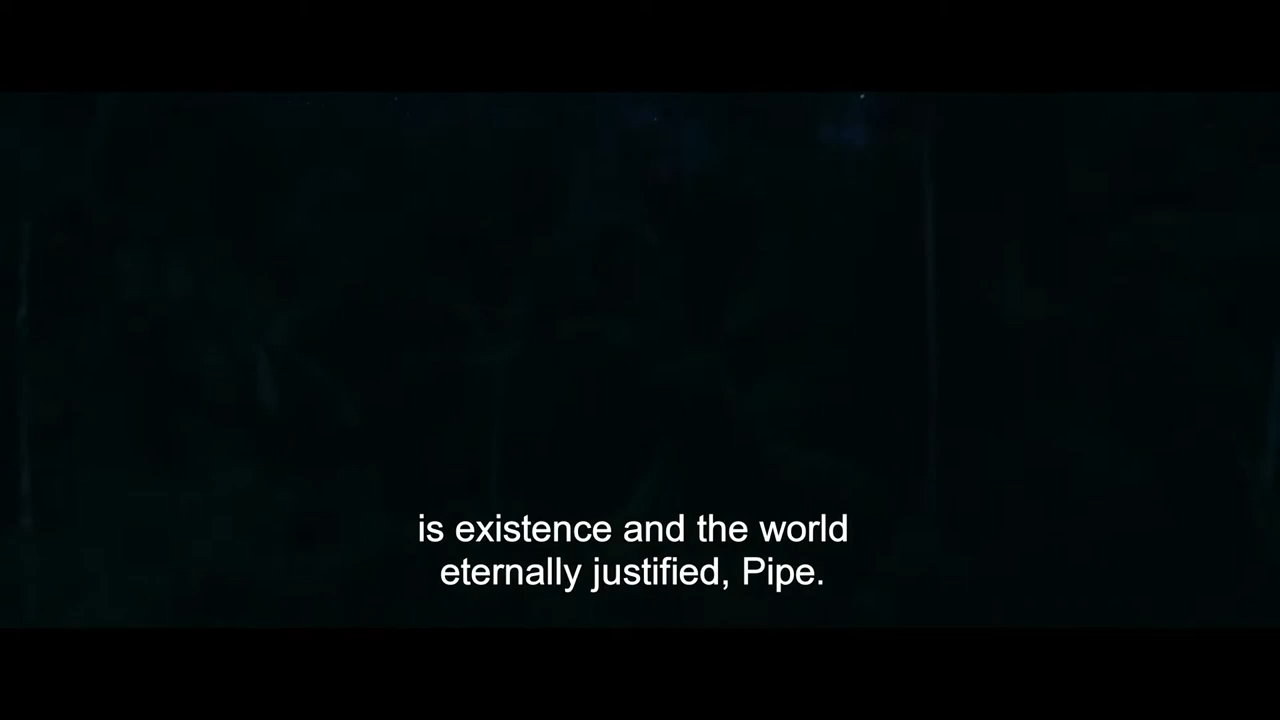 is existence and the world
eternally justified, Pipe.